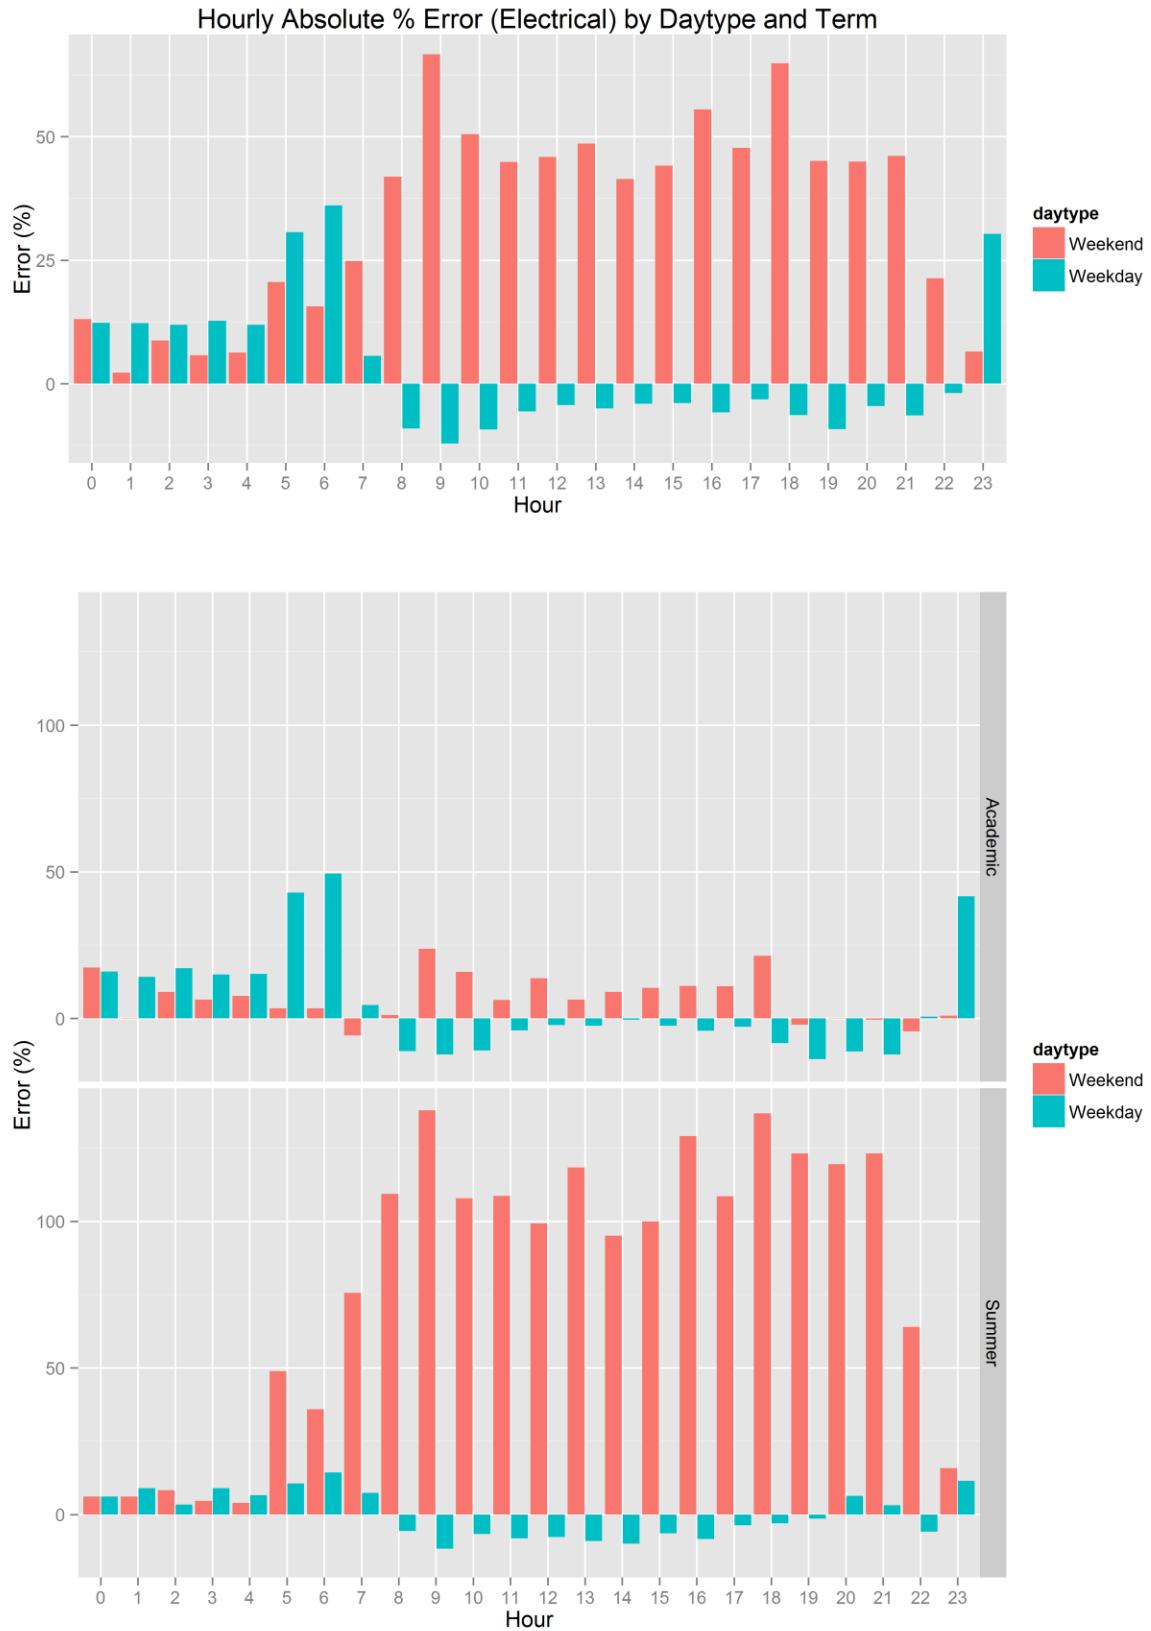 Hourly Absolute % Error (Electrical) by Daytype and Term
Error (%)
50
25
0
0 1 2 3 4 5 6 7 8 9 10 11 12 13 14 15 16 17 18 19 20 21 22 23
Hour
daytype
Weekend
Weekday
Error (%)
100
50
0
Academic
100
50
0
Summer
0 1 2 3 4 5 6 7 8 9 10 11 12 13 14 15 16 17 18 19 20 21 22 23
Hour
daytype
Weekend
Weekday